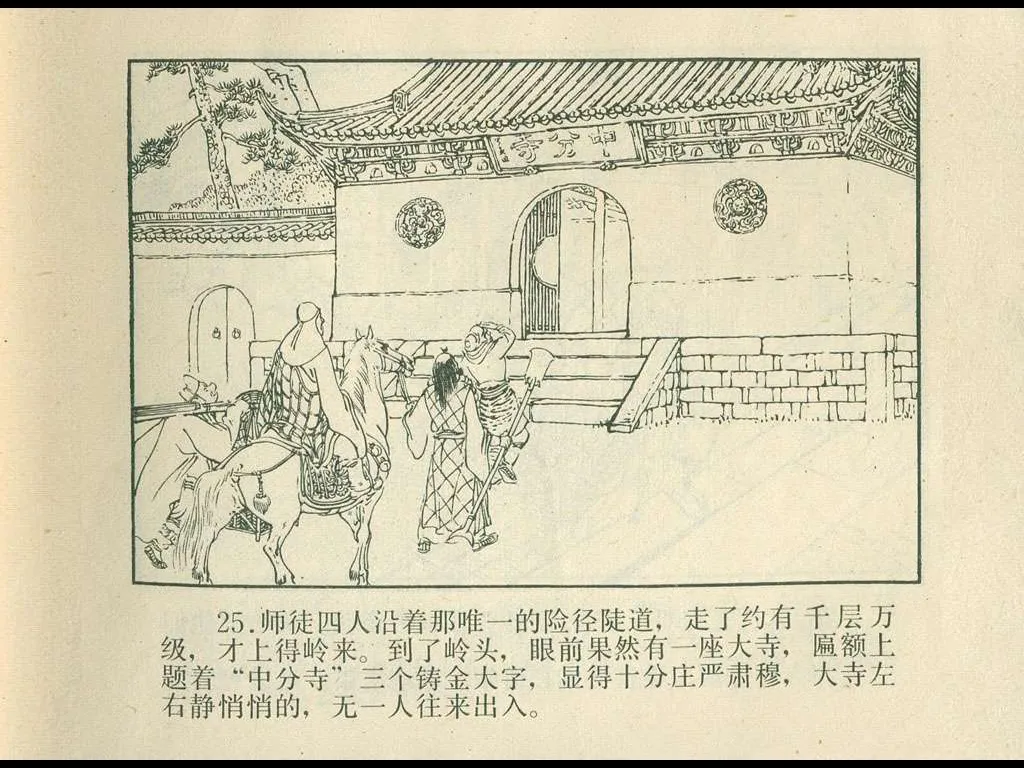 中分寺
25.师徒四人沿着那唯一的险径陡道，走了约有千层万
级，才上得岭来。到了岭头，眼前果然有一座大寺，匾额上
题着“中分寺”三个铸金大字，显得十分庄严肃穆，大寺左
右静悄悄的，无一人往来出入。